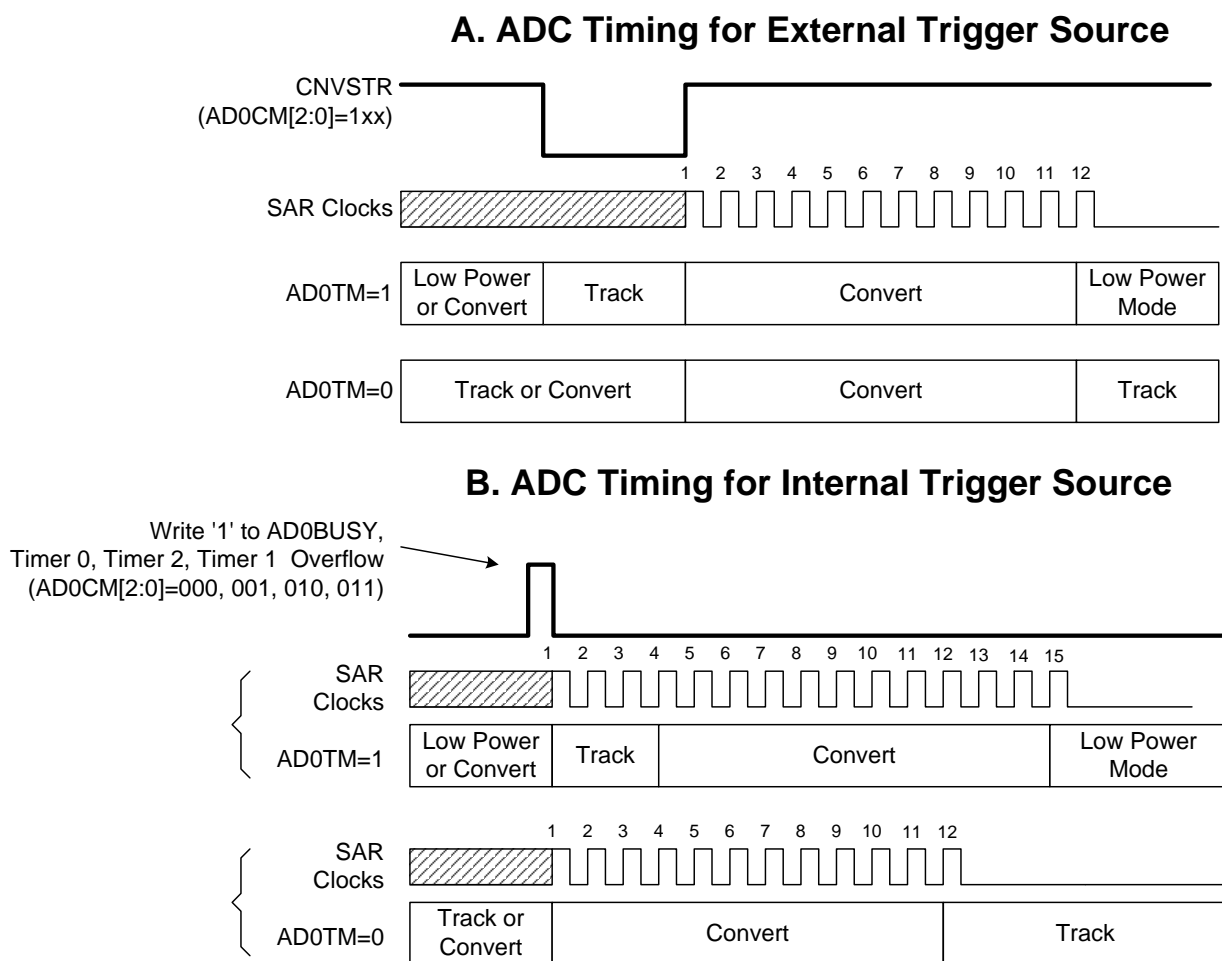 A. ADC Timing for External Trigger Source
CNVSTR
(AD0CM[2:0]=1xx)
1 2 3 4 5 6 7 8 9 10 11 12
SAR Clocks
AD0TM=1
Low Power
or Convert
Track
Convert
Low Power
Mode
AD0TM=0
Track or Convert
Convert
Track
B. ADC Timing for Internal Trigger Source
Write '1' to AD0BUSY,
Timer 0, Timer 2, Timer 1 Overflow
(AD0CM[2:0]=000, 001, 010, 011)
1 2 3 4 5 6 7 8 9 10 11 12 13 14 15
SAR
Clocks
AD0TM=1
Low Power
or Convert
Track
Convert
Low Power
Mode
1 2 3 4 5 6 7 8 9 10 11 12
SAR
Clocks
AD0TM=0
Track or
Convert
Convert
Track